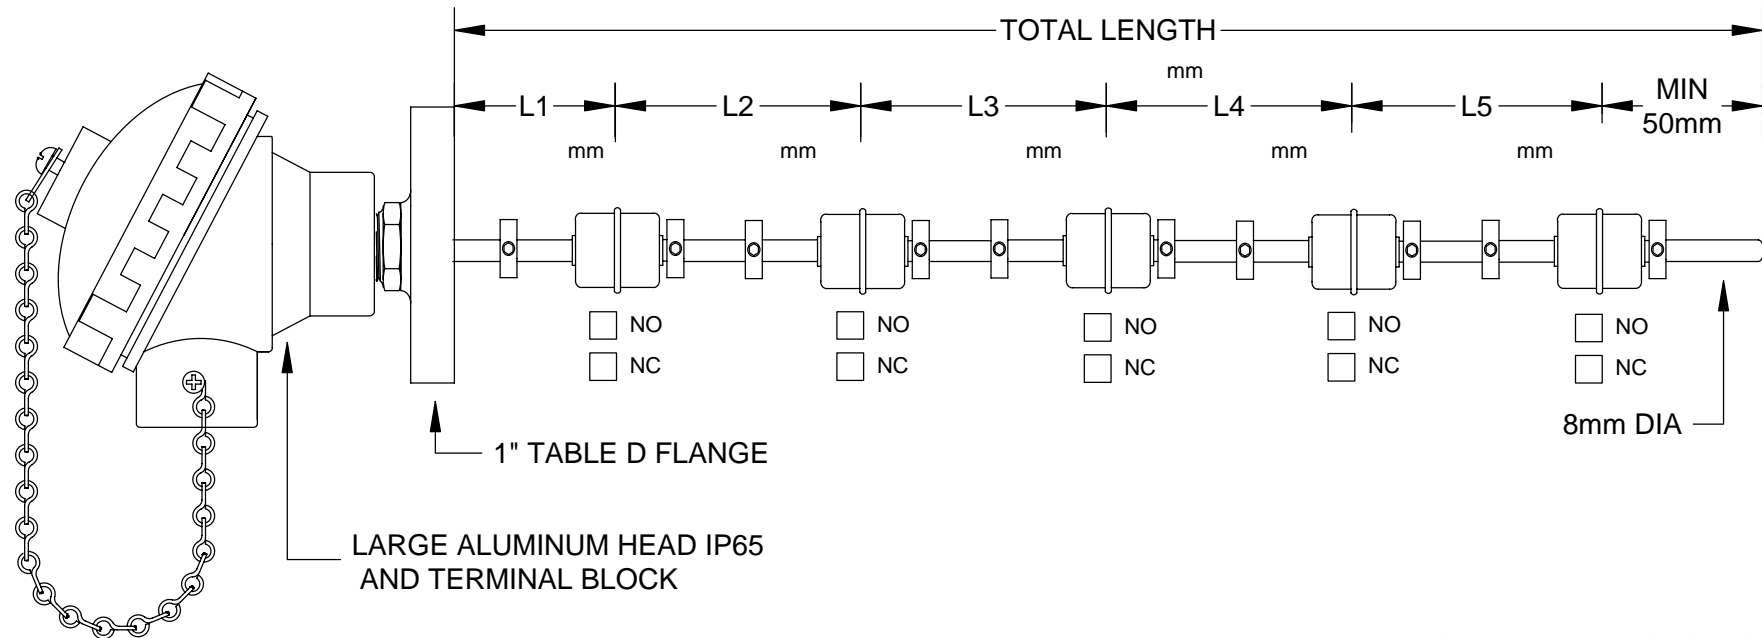 TOTAL LENGTH
mm
L1 L2 L3 L4 L5 MIN
50mm
mm mm mm mm mm
NO NO NO NO NO
NC NC NC NC NC
8mm DIA
1" TABLE D FLANGE
LARGE ALUMINUM HEAD IP65
AND TERMINAL BLOCK